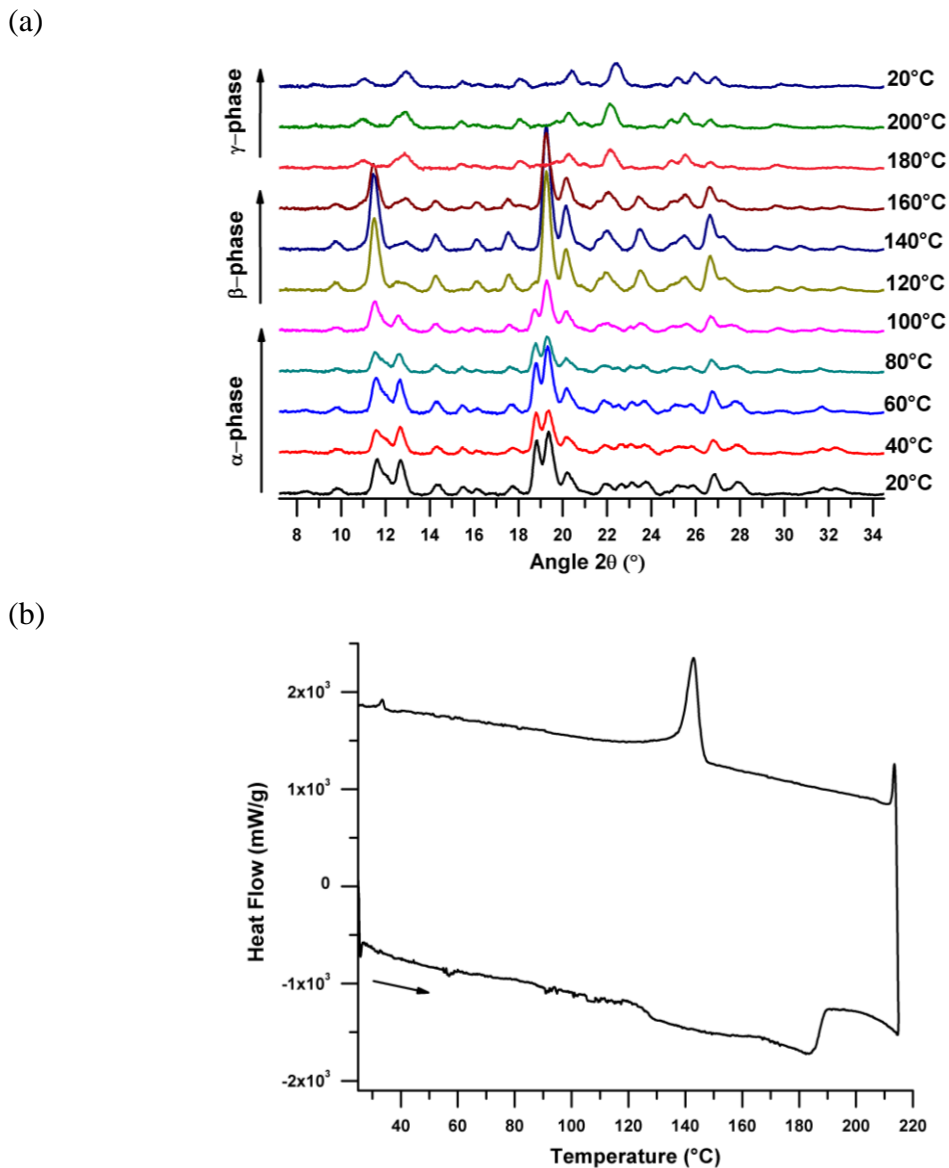 (a)
20°C
200°C
180°C
160°C
140°C
120°C
100°C
80°C
60°C
40°C
20°C
γ−phase
β−phase
α−phase
8 10 12 14 16 18 20 22 24 26 28 30 32 34
Angle 2θ (°)
(b)
2x10³
1x10³
0
-1x10³
-2x10³
Heat Flow (mW/g)
40 60 80 100 120 140 160 180 200 220
Temperature (°C)